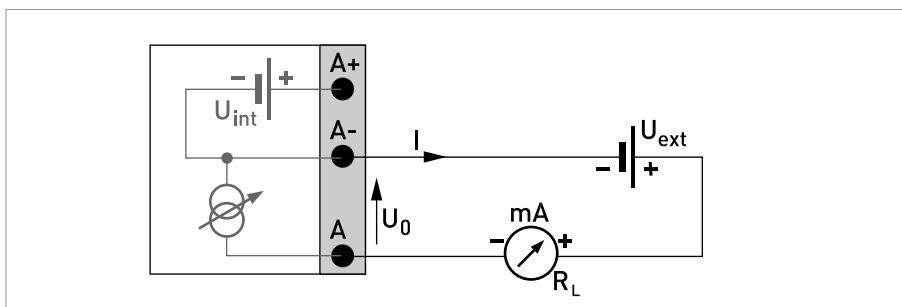 A+
- +
U_int
A-
I
U_ext
- +
U_0
mA
A
- +
R_L